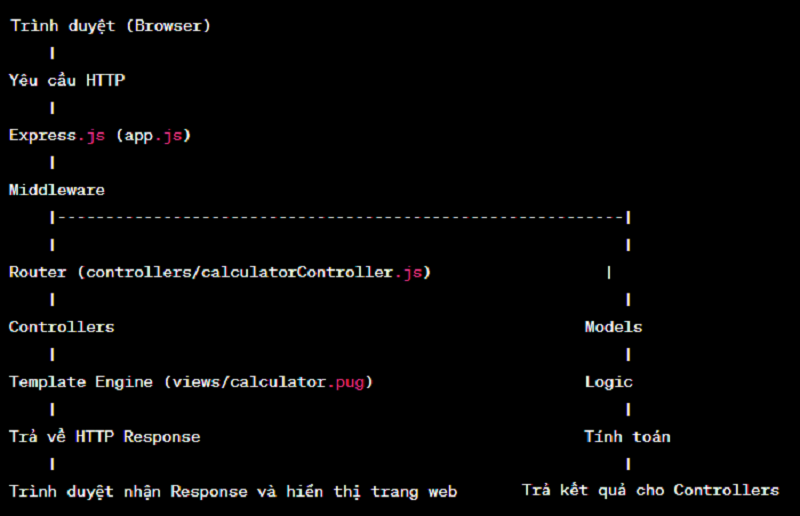 Trình duyệt (Browser)
|
Yêu cầu HTTP
|
Express.js (app.js)
|
Middleware
|-----------------------------------------------------------|
| |
Router (controllers/calculatorController.js) |
| |
Controllers Models
| |
Template Engine (views/calculator.pug) Logic
| |
Trả về HTTP Response Tính toán
| |
Trình duyệt nhận Response và hiển thị trang web Trả kết quả cho Controllers